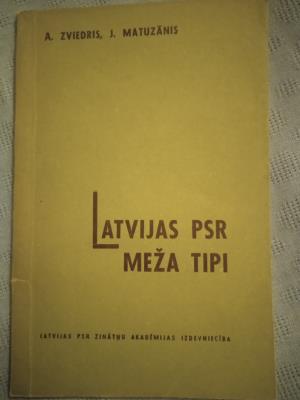 A. ZVIEDRIS, J. MATUZĀNIS
LATVIJAS PSR
MEŽA TIPI
LATVIJAS PSR ZINĀTŅU AKADĒMIJAS IZDEVNIECĪBA